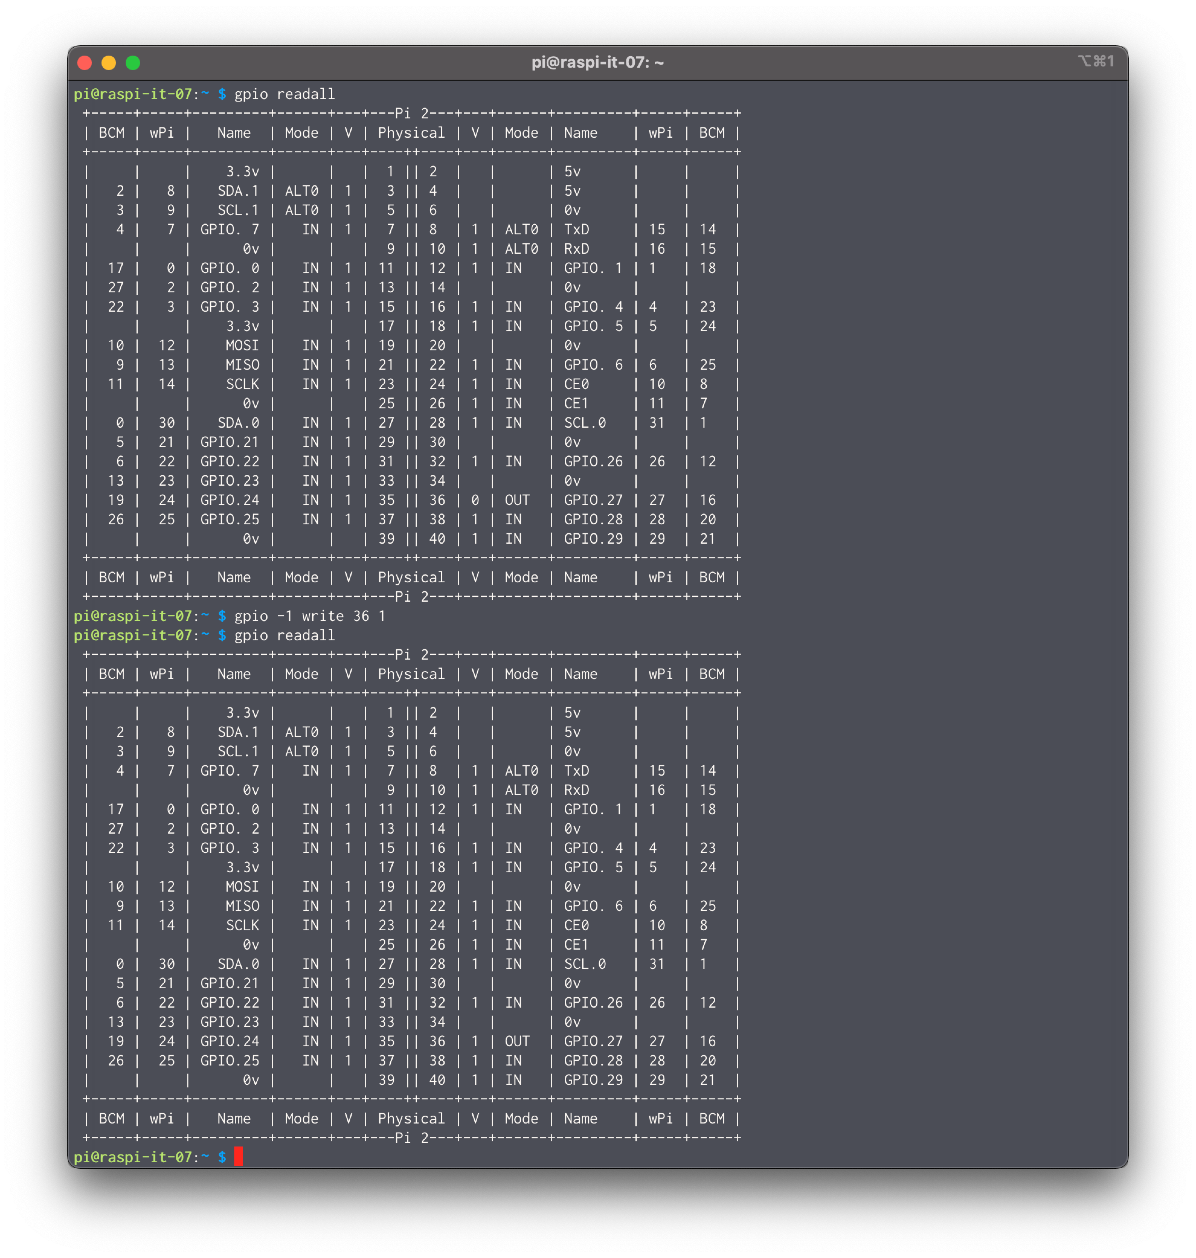 pi@raspi-it-07: ~
⌥⌘1
pi@raspi-it-07:~ $ gpio readall
 +-----+-----+---------+------+---+---Pi 2---+---+------+---------+-----+-----+
 | BCM | wPi |   Name  | Mode | V | Physical | V | Mode | Name    | wPi | BCM |
 +-----+-----+---------+------+---+----++----+---+------+---------+-----+-----+
 |     |     |    3.3v |      |   |  1 || 2  |   |      | 5v      |     |     |
 |   2 |   8 |   SDA.1 | ALT0 | 1 |  3 || 4  |   |      | 5v      |     |     |
 |   3 |   9 |   SCL.1 | ALT0 | 1 |  5 || 6  |   |      | 0v      |     |     |
 |   4 |   7 | GPIO. 7 |   IN | 1 |  7 || 8  | 1 | ALT0 | TxD     | 15  | 14  |
 |     |     |      0v |      |   |  9 || 10 | 1 | ALT0 | RxD     | 16  | 15  |
 |  17 |   0 | GPIO. 0 |   IN | 1 | 11 || 12 | 1 | IN   | GPIO. 1 | 1   | 18  |
 |  27 |   2 | GPIO. 2 |   IN | 1 | 13 || 14 |   |      | 0v      |     |     |
 |  22 |   3 | GPIO. 3 |   IN | 1 | 15 || 16 | 1 | IN   | GPIO. 4 | 4   | 23  |
 |     |     |    3.3v |      |   | 17 || 18 | 1 | IN   | GPIO. 5 | 5   | 24  |
 |  10 |  12 |    MOSI |   IN | 1 | 19 || 20 |   |      | 0v      |     |     |
 |   9 |  13 |    MISO |   IN | 1 | 21 || 22 | 1 | IN   | GPIO. 6 | 6   | 25  |
 |  11 |  14 |    SCLK |   IN | 1 | 23 || 24 | 1 | IN   | CE0     | 10  | 8   |
 |     |     |      0v |      |   | 25 || 26 | 1 | IN   | CE1     | 11  | 7   |
 |   0 |  30 |   SDA.0 |   IN | 1 | 27 || 28 | 1 | IN   | SCL.0   | 31  | 1   |
 |   5 |  21 | GPIO.21 |   IN | 1 | 29 || 30 |   |      | 0v      |     |     |
 |   6 |  22 | GPIO.22 |   IN | 1 | 31 || 32 | 1 | IN   | GPIO.26 | 26  | 12  |
 |  13 |  23 | GPIO.23 |   IN | 1 | 33 || 34 |   |      | 0v      |     |     |
 |  19 |  24 | GPIO.24 |   IN | 1 | 35 || 36 | 0 | OUT  | GPIO.27 | 27  | 16  |
 |  26 |  25 | GPIO.25 |   IN | 1 | 37 || 38 | 1 | IN   | GPIO.28 | 28  | 20  |
 |     |     |      0v |      |   | 39 || 40 | 1 | IN   | GPIO.29 | 29  | 21  |
 +-----+-----+---------+------+---+----++----+---+------+---------+-----+-----+
 | BCM | wPi |   Name  | Mode | V | Physical | V | Mode | Name    | wPi | BCM |
 +-----+-----+---------+------+---+---Pi 2---+---+------+---------+-----+-----+
pi@raspi-it-07:~ $ gpio -1 write 36 1
pi@raspi-it-07:~ $ gpio readall
 +-----+-----+---------+------+---+---Pi 2---+---+------+---------+-----+-----+
 | BCM | wPi |   Name  | Mode | V | Physical | V | Mode | Name    | wPi | BCM |
 +-----+-----+---------+------+---+----++----+---+------+---------+-----+-----+
 |     |     |    3.3v |      |   |  1 || 2  |   |      | 5v      |     |     |
 |   2 |   8 |   SDA.1 | ALT0 | 1 |  3 || 4  |   |      | 5v      |     |     |
 |   3 |   9 |   SCL.1 | ALT0 | 1 |  5 || 6  |   |      | 0v      |     |     |
 |   4 |   7 | GPIO. 7 |   IN | 1 |  7 || 8  | 1 | ALT0 | TxD     | 15  | 14  |
 |     |     |      0v |      |   |  9 || 10 | 1 | ALT0 | RxD     | 16  | 15  |
 |  17 |   0 | GPIO. 0 |   IN | 1 | 11 || 12 | 1 | IN   | GPIO. 1 | 1   | 18  |
 |  27 |   2 | GPIO. 2 |   IN | 1 | 13 || 14 |   |      | 0v      |     |     |
 |  22 |   3 | GPIO. 3 |   IN | 1 | 15 || 16 | 1 | IN   | GPIO. 4 | 4   | 23  |
 |     |     |    3.3v |      |   | 17 || 18 | 1 | IN   | GPIO. 5 | 5   | 24  |
 |  10 |  12 |    MOSI |   IN | 1 | 19 || 20 |   |      | 0v      |     |     |
 |   9 |  13 |    MISO |   IN | 1 | 21 || 22 | 1 | IN   | GPIO. 6 | 6   | 25  |
 |  11 |  14 |    SCLK |   IN | 1 | 23 || 24 | 1 | IN   | CE0     | 10  | 8   |
 |     |     |      0v |      |   | 25 || 26 | 1 | IN   | CE1     | 11  | 7   |
 |   0 |  30 |   SDA.0 |   IN | 1 | 27 || 28 | 1 | IN   | SCL.0   | 31  | 1   |
 |   5 |  21 | GPIO.21 |   IN | 1 | 29 || 30 |   |      | 0v      |     |     |
 |   6 |  22 | GPIO.22 |   IN | 1 | 31 || 32 | 1 | IN   | GPIO.26 | 26  | 12  |
 |  13 |  23 | GPIO.23 |   IN | 1 | 33 || 34 |   |      | 0v      |     |     |
 |  19 |  24 | GPIO.24 |   IN | 1 | 35 || 36 | 1 | OUT  | GPIO.27 | 27  | 16  |
 |  26 |  25 | GPIO.25 |   IN | 1 | 37 || 38 | 1 | IN   | GPIO.28 | 28  | 20  |
 |     |     |      0v |      |   | 39 || 40 | 1 | IN   | GPIO.29 | 29  | 21  |
 +-----+-----+---------+------+---+----++----+---+------+---------+-----+-----+
 | BCM | wPi |   Name  | Mode | V | Physical | V | Mode | Name    | wPi | BCM |
 +-----+-----+---------+------+---+---Pi 2---+---+------+---------+-----+-----+
pi@raspi-it-07:~ $